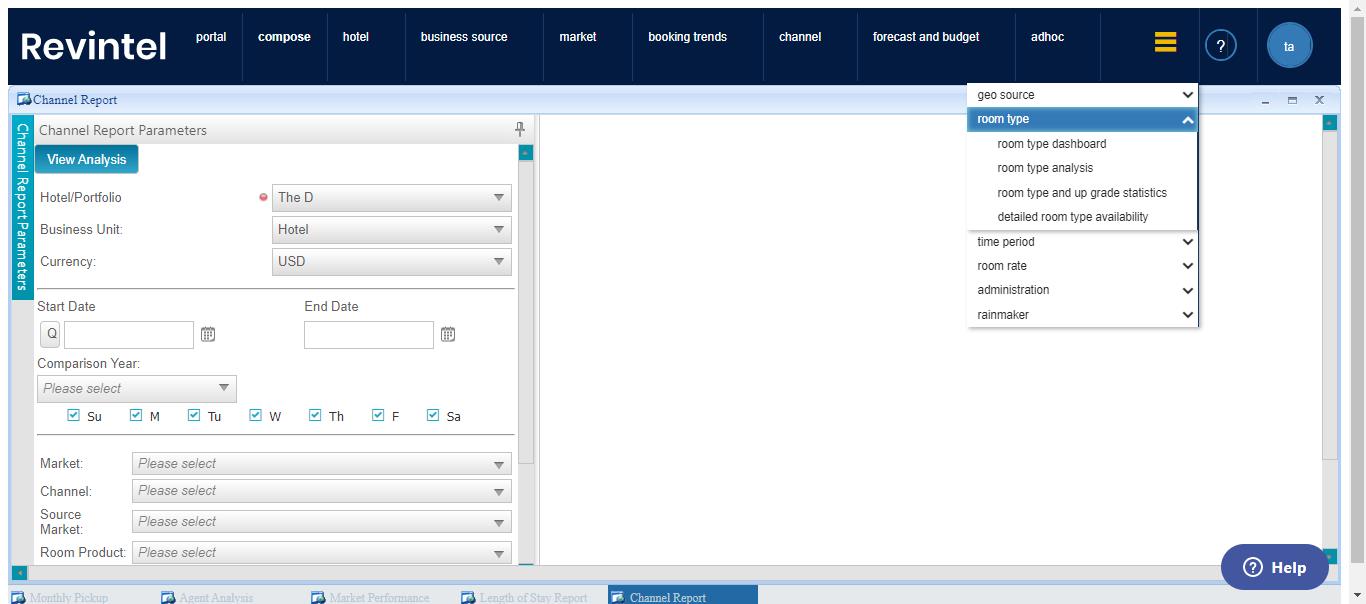 Revintel
portal
compose
hotel
business source
market
booking trends
channel
forecast and budget
adhoc
?
ta
Channel Report
geo source
room type
room type dashboard
room type analysis
room type and up grade statistics
detailed room type availability
time period
room rate
administration
rainmaker
Channel Report Parameters
Channel Report Parameters
View Analysis
Hotel/Portfolio
The D
Business Unit:
Hotel
Currency:
USD
Start Date
End Date
Q
Comparison Year:
Please select
Su M Tu W Th F Sa
Market:
Please select
Channel:
Please select
Source
Market:
Please select
Room Product:
Please select
? Help
Monthly Pickup
Agent Analysis
Market Performance
Length of Stay Report
Channel Report